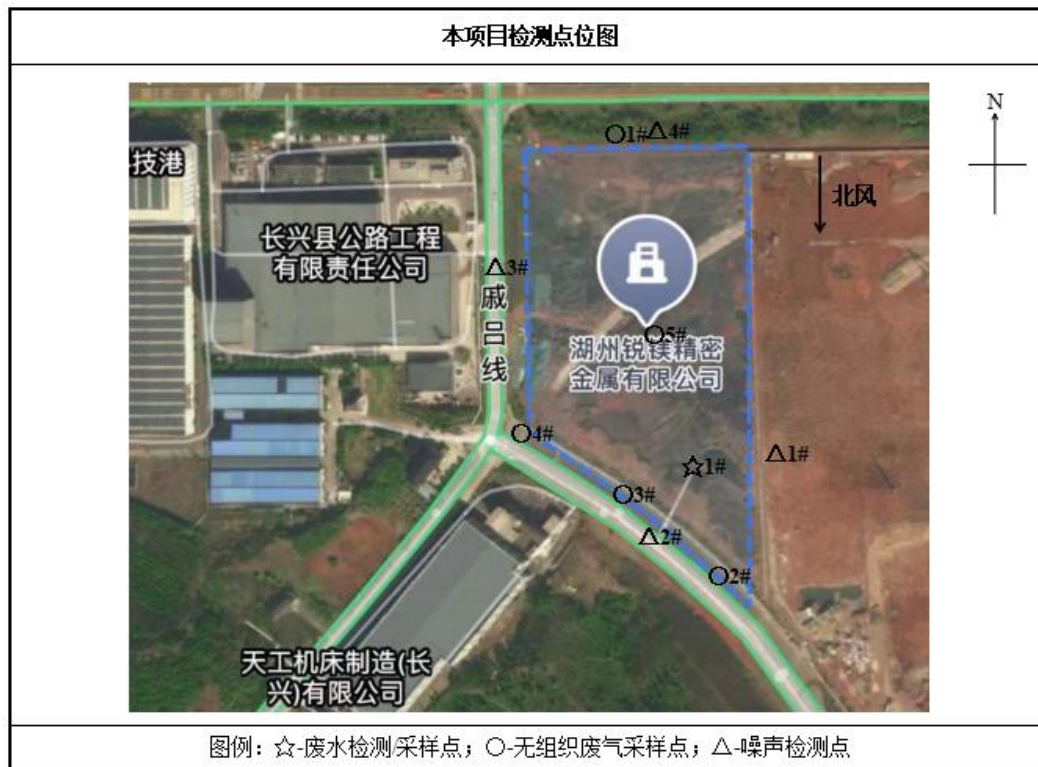 本项目检测点位图
N
○1# △4#
技港
北风
长兴县公路工程
有限责任公司
△3#
戚吕线
○5#
湖州锐镁精密
金属有限公司
○4#
△1#
☆1#
○3#
△2#
○2#
天工机床制造(长
兴)有限公司
图例：☆-废水检测/采样点；○-无组织废气采样点；△-噪声检测点